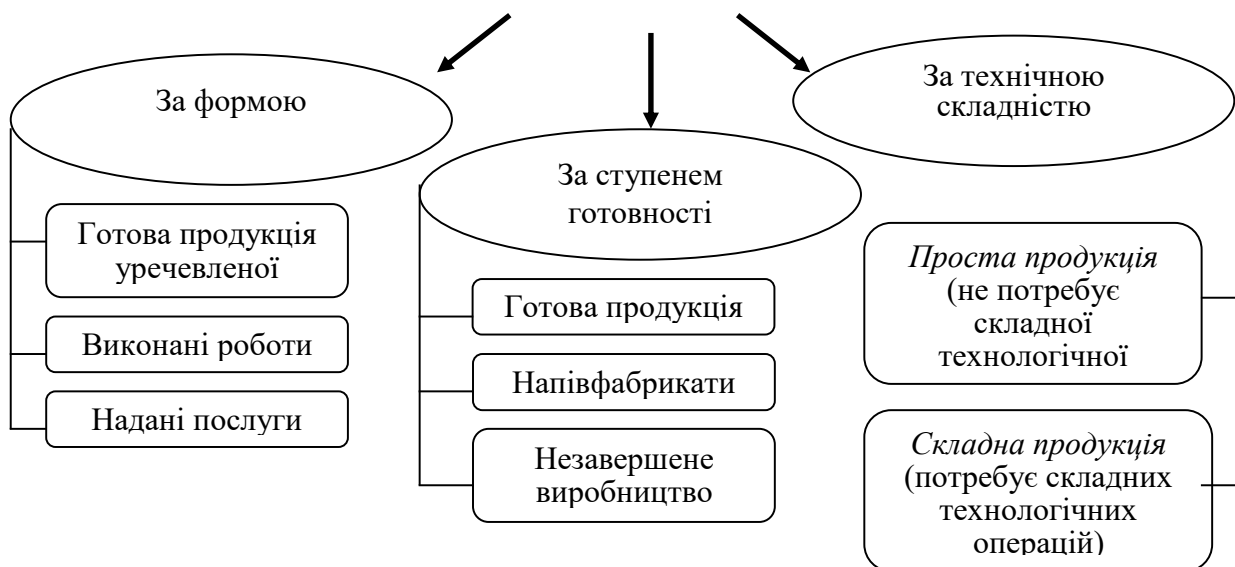 За формою
Готова продукція
уречевленої
Виконані роботи
Надані послуги
За ступенем
готовності
Готова продукція
Напівфабрикати
Незавершене
виробництво
За технічною
складністю
Проста продукція
(не потребує
складної
технологічної
Складна продукція
(потребує складних
технологічних
операцій)